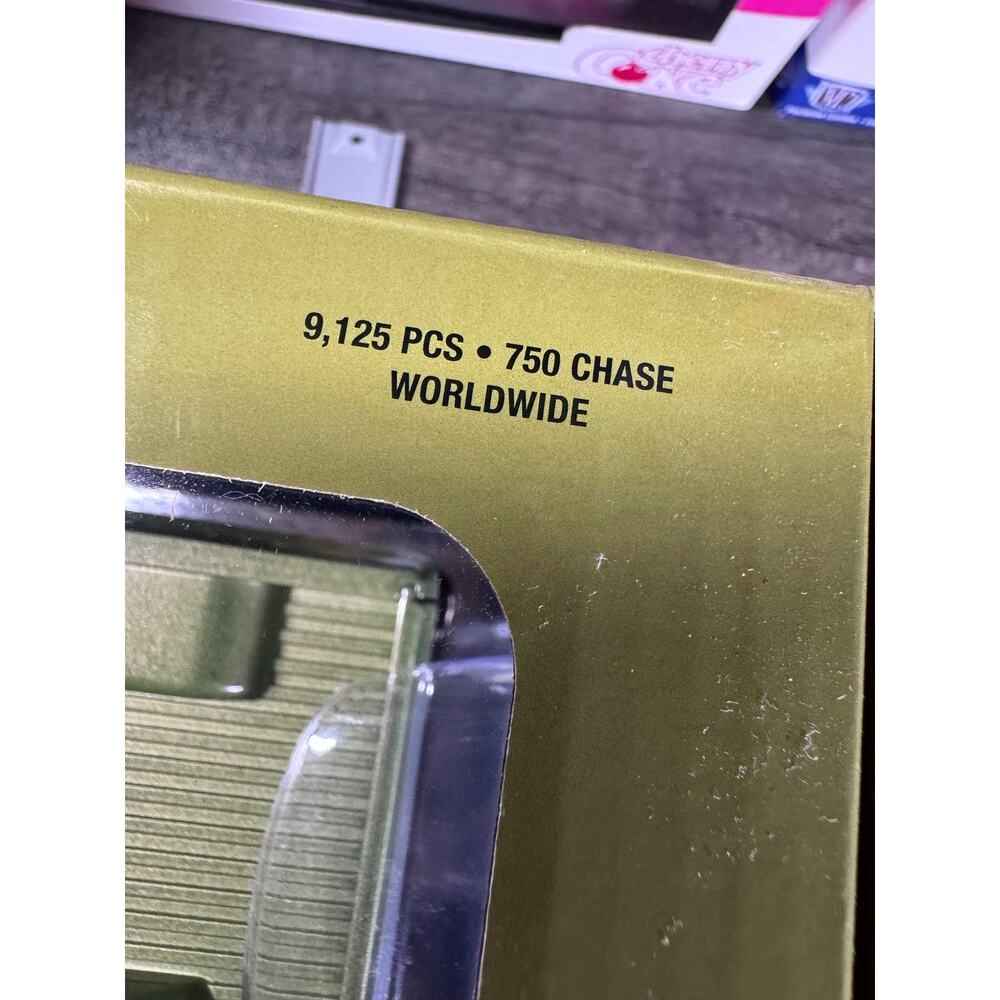 9,125 PCS • 750 CHASE
WORLDWIDE